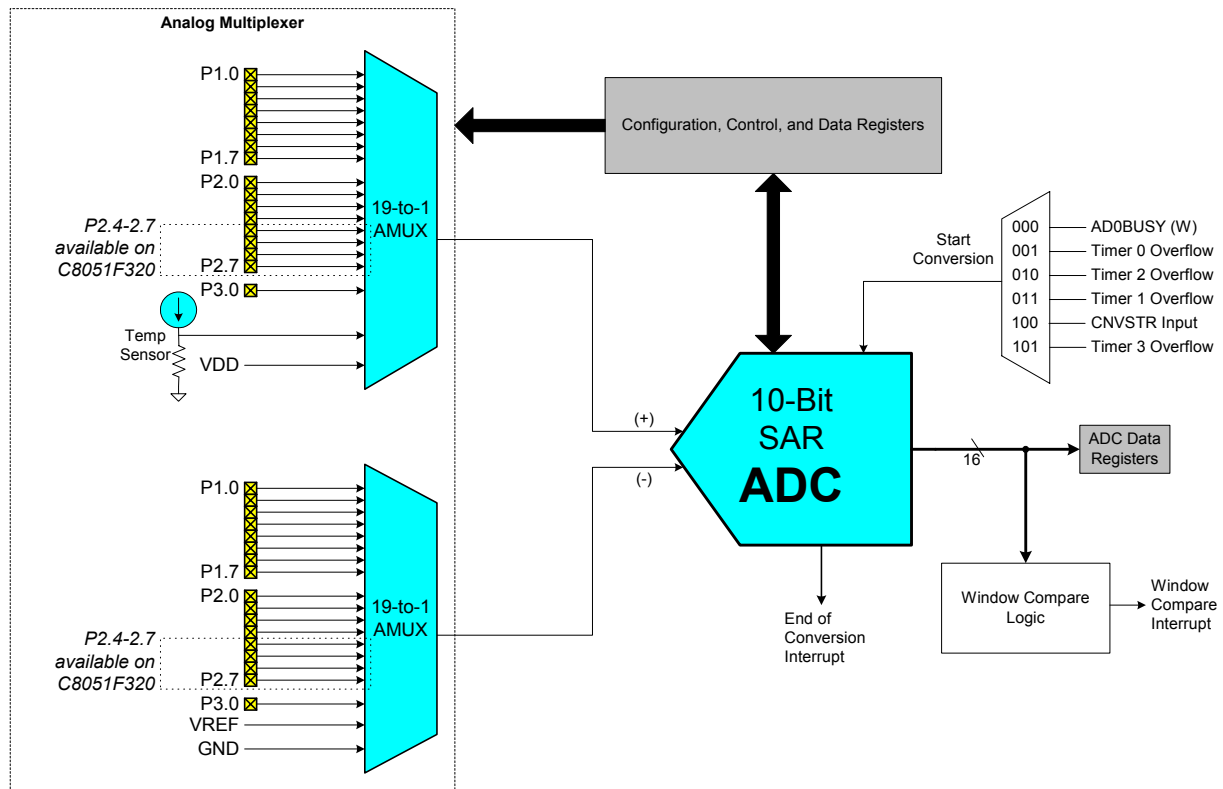 Analog Multiplexer
P1.0
P1.7
P2.0
P2.4-2.7
available on
C8051F320
P2.7
P3.0
Temp
Sensor
VDD
19-to-1
AMUX
Configuration, Control, and Data Registers
Start
Conversion
000
001
010
011
100
101
AD0BUSY (W)
Timer 0 Overflow
Timer 2 Overflow
Timer 1 Overflow
CNVSTR Input
Timer 3 Overflow
(+)
(-)
10-Bit
SAR
ADC
16
ADC Data
Registers
End of
Conversion
Interrupt
Window Compare
Logic
Window
Compare
Interrupt
P1.0
P1.7
P2.0
P2.4-2.7
available on
C8051F320
P2.7
P3.0
VREF
GND
19-to-1
AMUX